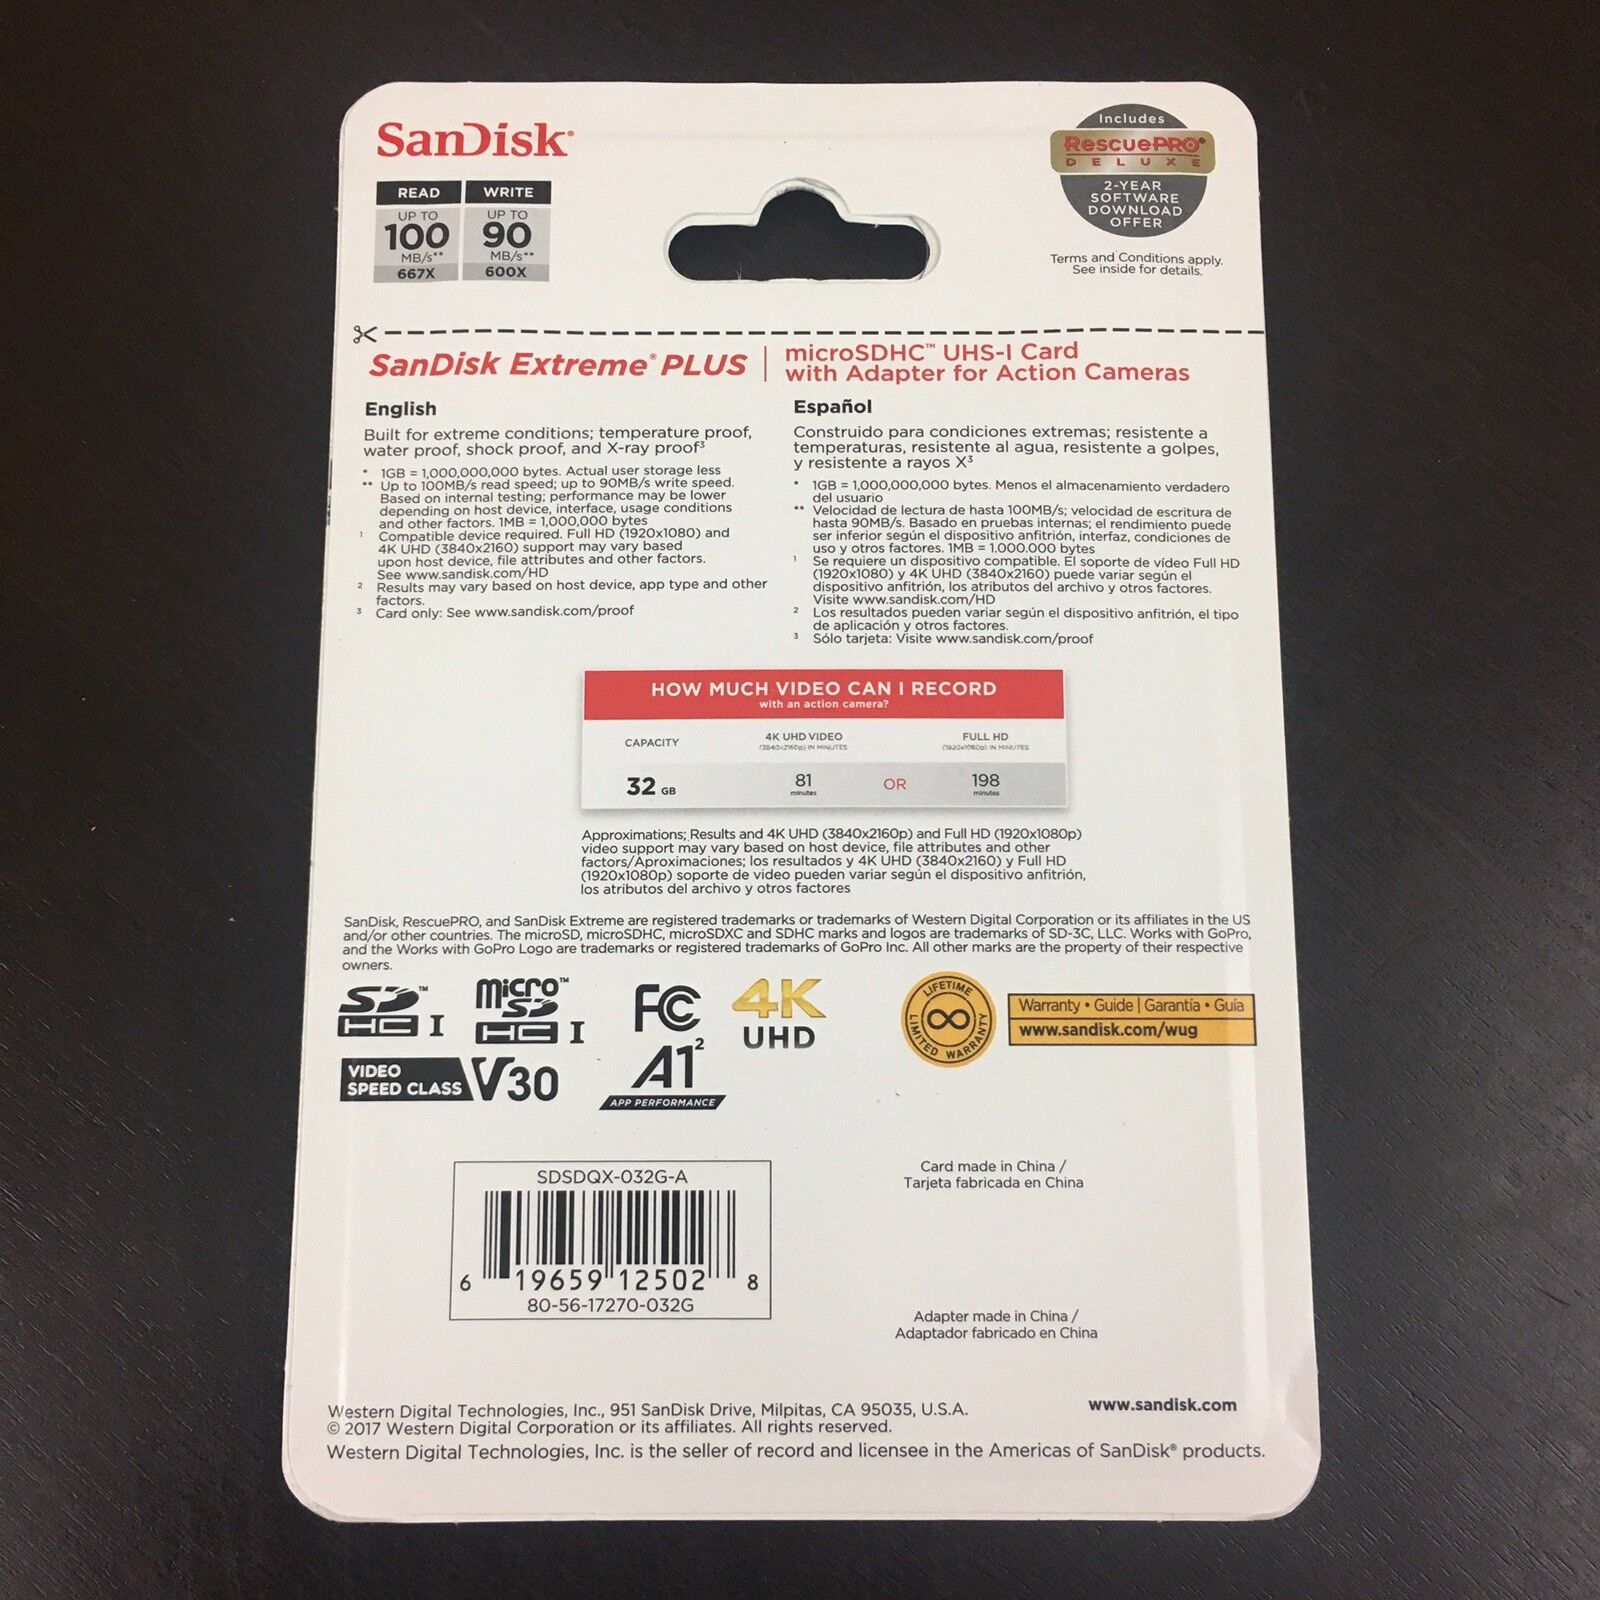 SanDisk®
READ WRITE
UP TO UP TO
100 90
MB/s** MB/s**
667X 600X
Includes
RescuePRO®
DELUXE
2-YEAR
SOFTWARE
DOWNLOAD
OFFER
Terms and Conditions apply.
See inside for details.
SanDisk Extreme® PLUS
microSDHC™ UHS-I Card
with Adapter for Action Cameras
English
Built for extreme conditions; temperature proof,
water proof, shock proof, and X-ray proof³
* 1GB = 1,000,000,000 bytes. Actual user storage less
** Up to 100MB/s read speed; up to 90MB/s write speed.
Based on internal testing; performance may be lower
depending on host device, interface, usage conditions
and other factors. 1MB = 1,000,000 bytes
1 Compatible device required. Full HD (1920x1080) and
4K UHD (3840x2160) support may vary based
upon host device, file attributes and other factors.
See www.sandisk.com/HD
2 Results may vary based on host device, app type and other
factors.
3 Card only: See www.sandisk.com/proof
Español
Construido para condiciones extremas; resistente a
temperaturas, resistente al agua, resistente a golpes,
y resistente a rayos X³
* 1GB = 1,000,000,000 bytes. Menos el almacenamiento verdadero
del usuario
** Velocidad de lectura de hasta 100MB/s; velocidad de escritura de
hasta 90MB/s. Basado en pruebas internas; el rendimiento puede
ser inferior según el dispositivo anfitrión, interfaz, condiciones de
uso y otros factores. 1MB = 1.000.000 bytes
1 Se requiere un dispositivo compatible. El soporte de vídeo Full HD
(1920x1080) y 4K UHD (3840x2160) puede variar según el
dispositivo anfitrión, los atributos del archivo y otros factores.
Visite www.sandisk.com/HD
2 Los resultados pueden variar según el dispositivo anfitrión, el tipo
de aplicación y otros factores.
3 Sólo tarjeta: Visite www.sandisk.com/proof
HOW MUCH VIDEO CAN I RECORD
with an action camera?
CAPACITY 4K UHD VIDEO FULL HD
(3840x2160p) IN MINUTES (1920x1080p) IN MINUTES
32 GB 81 minutes OR 198 minutes
Approximations; Results and 4K UHD (3840x2160p) and Full HD (1920x1080p)
video support may vary based on host device, file attributes and other
factors/Aproximaciones; los resultados y 4K UHD (3840x2160) y Full HD
(1920x1080p) soporte de video pueden variar según el dispositivo anfitrión,
los atributos del archivo y otros factores
SanDisk, RescuePRO, and SanDisk Extreme are registered trademarks or trademarks of Western Digital Corporation or its affiliates in the US
and/or other countries. The microSD, microSDHC, microSDXC and SDHC marks and logos are trademarks of SD-3C, LLC. Works with GoPro,
and the Works with GoPro Logo are trademarks or registered trademarks of GoPro Inc. All other marks are the property of their respective
owners.
SD™ HC I
micro™ SD HC I
FC
4K
UHD
LIFETIME LIMITED WARRANTY
Warranty • Guide | Garantía • Guía
www.sandisk.com/wug
VIDEO
SPEED CLASS V30
A1²
APP PERFORMANCE
SDSDQX-032G-A
6 19659 12502 8
80-56-17270-032G
Card made in China /
Tarjeta fabricada en China
Adapter made in China /
Adaptador fabricado en China
Western Digital Technologies, Inc., 951 SanDisk Drive, Milpitas, CA 95035, U.S.A.
© 2017 Western Digital Corporation or its affiliates. All rights reserved.
www.sandisk.com
Western Digital Technologies, Inc. is the seller of record and licensee in the Americas of SanDisk® products.